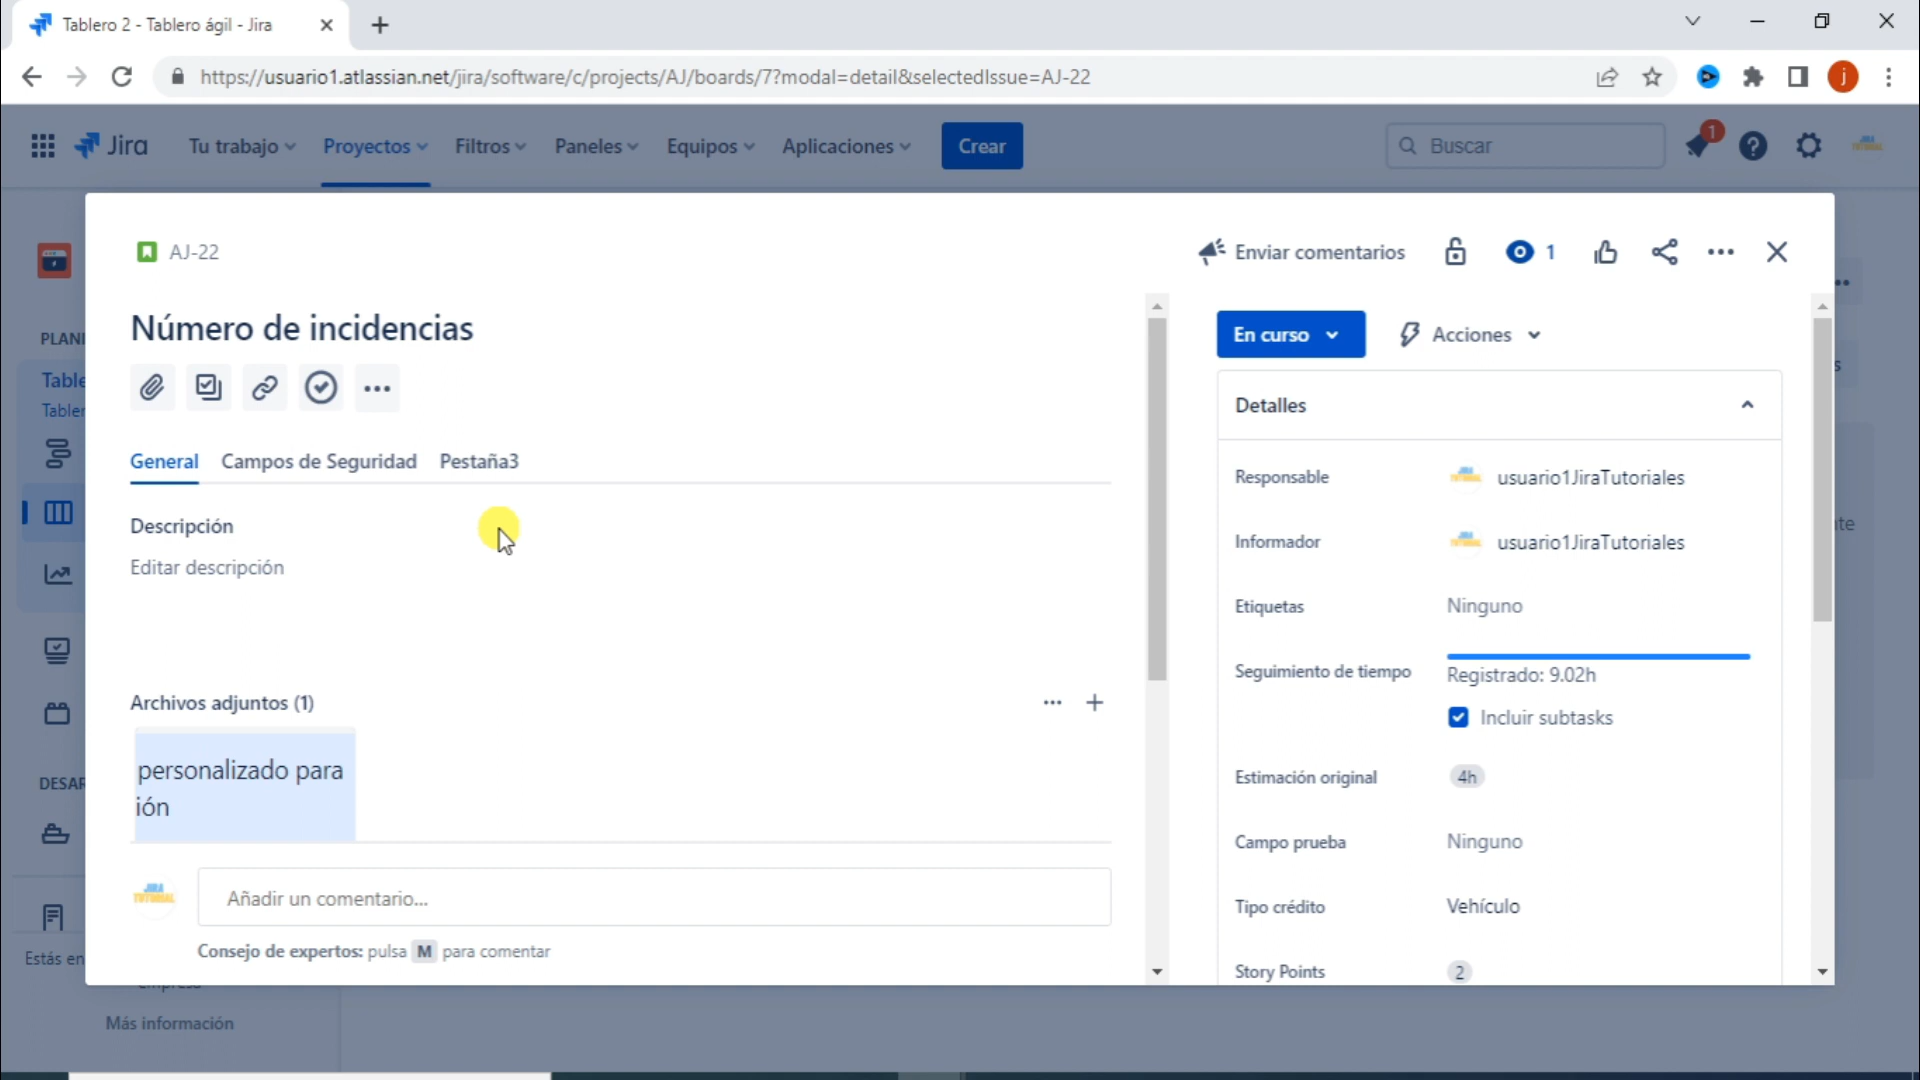 Tablero 2 - Tablero ágil - Jira
https://usuario1.atlassian.net/jira/software/c/projects/AJ/boards/7?modal=detail&selectedIssue=AJ-22
j
Jira
Tu trabajo
Proyectos
Filtros
Paneles
Equipos
Aplicaciones
Crear
Buscar
1
AJ-22
Enviar comentarios
1
Número de incidencias
En curso
Acciones
General
Campos de Seguridad
Pestaña3
Descripción
Editar descripción
Archivos adjuntos (1)
personalizado para
ión
JIRA
TUTORIAL
Añadir un comentario...
Consejo de expertos: pulsa M para comentar
Detalles
Responsable
usuario1JiraTutoriales
Informador
usuario1JiraTutoriales
Etiquetas
Ninguno
Seguimiento de tiempo
Registrado: 9.02h
Incluir subtasks
Estimación original
4h
Campo prueba
Ninguno
Tipo crédito
Vehículo
Story Points
2
PLANI
Table
Tabler
DESAR
Estás en
Más información